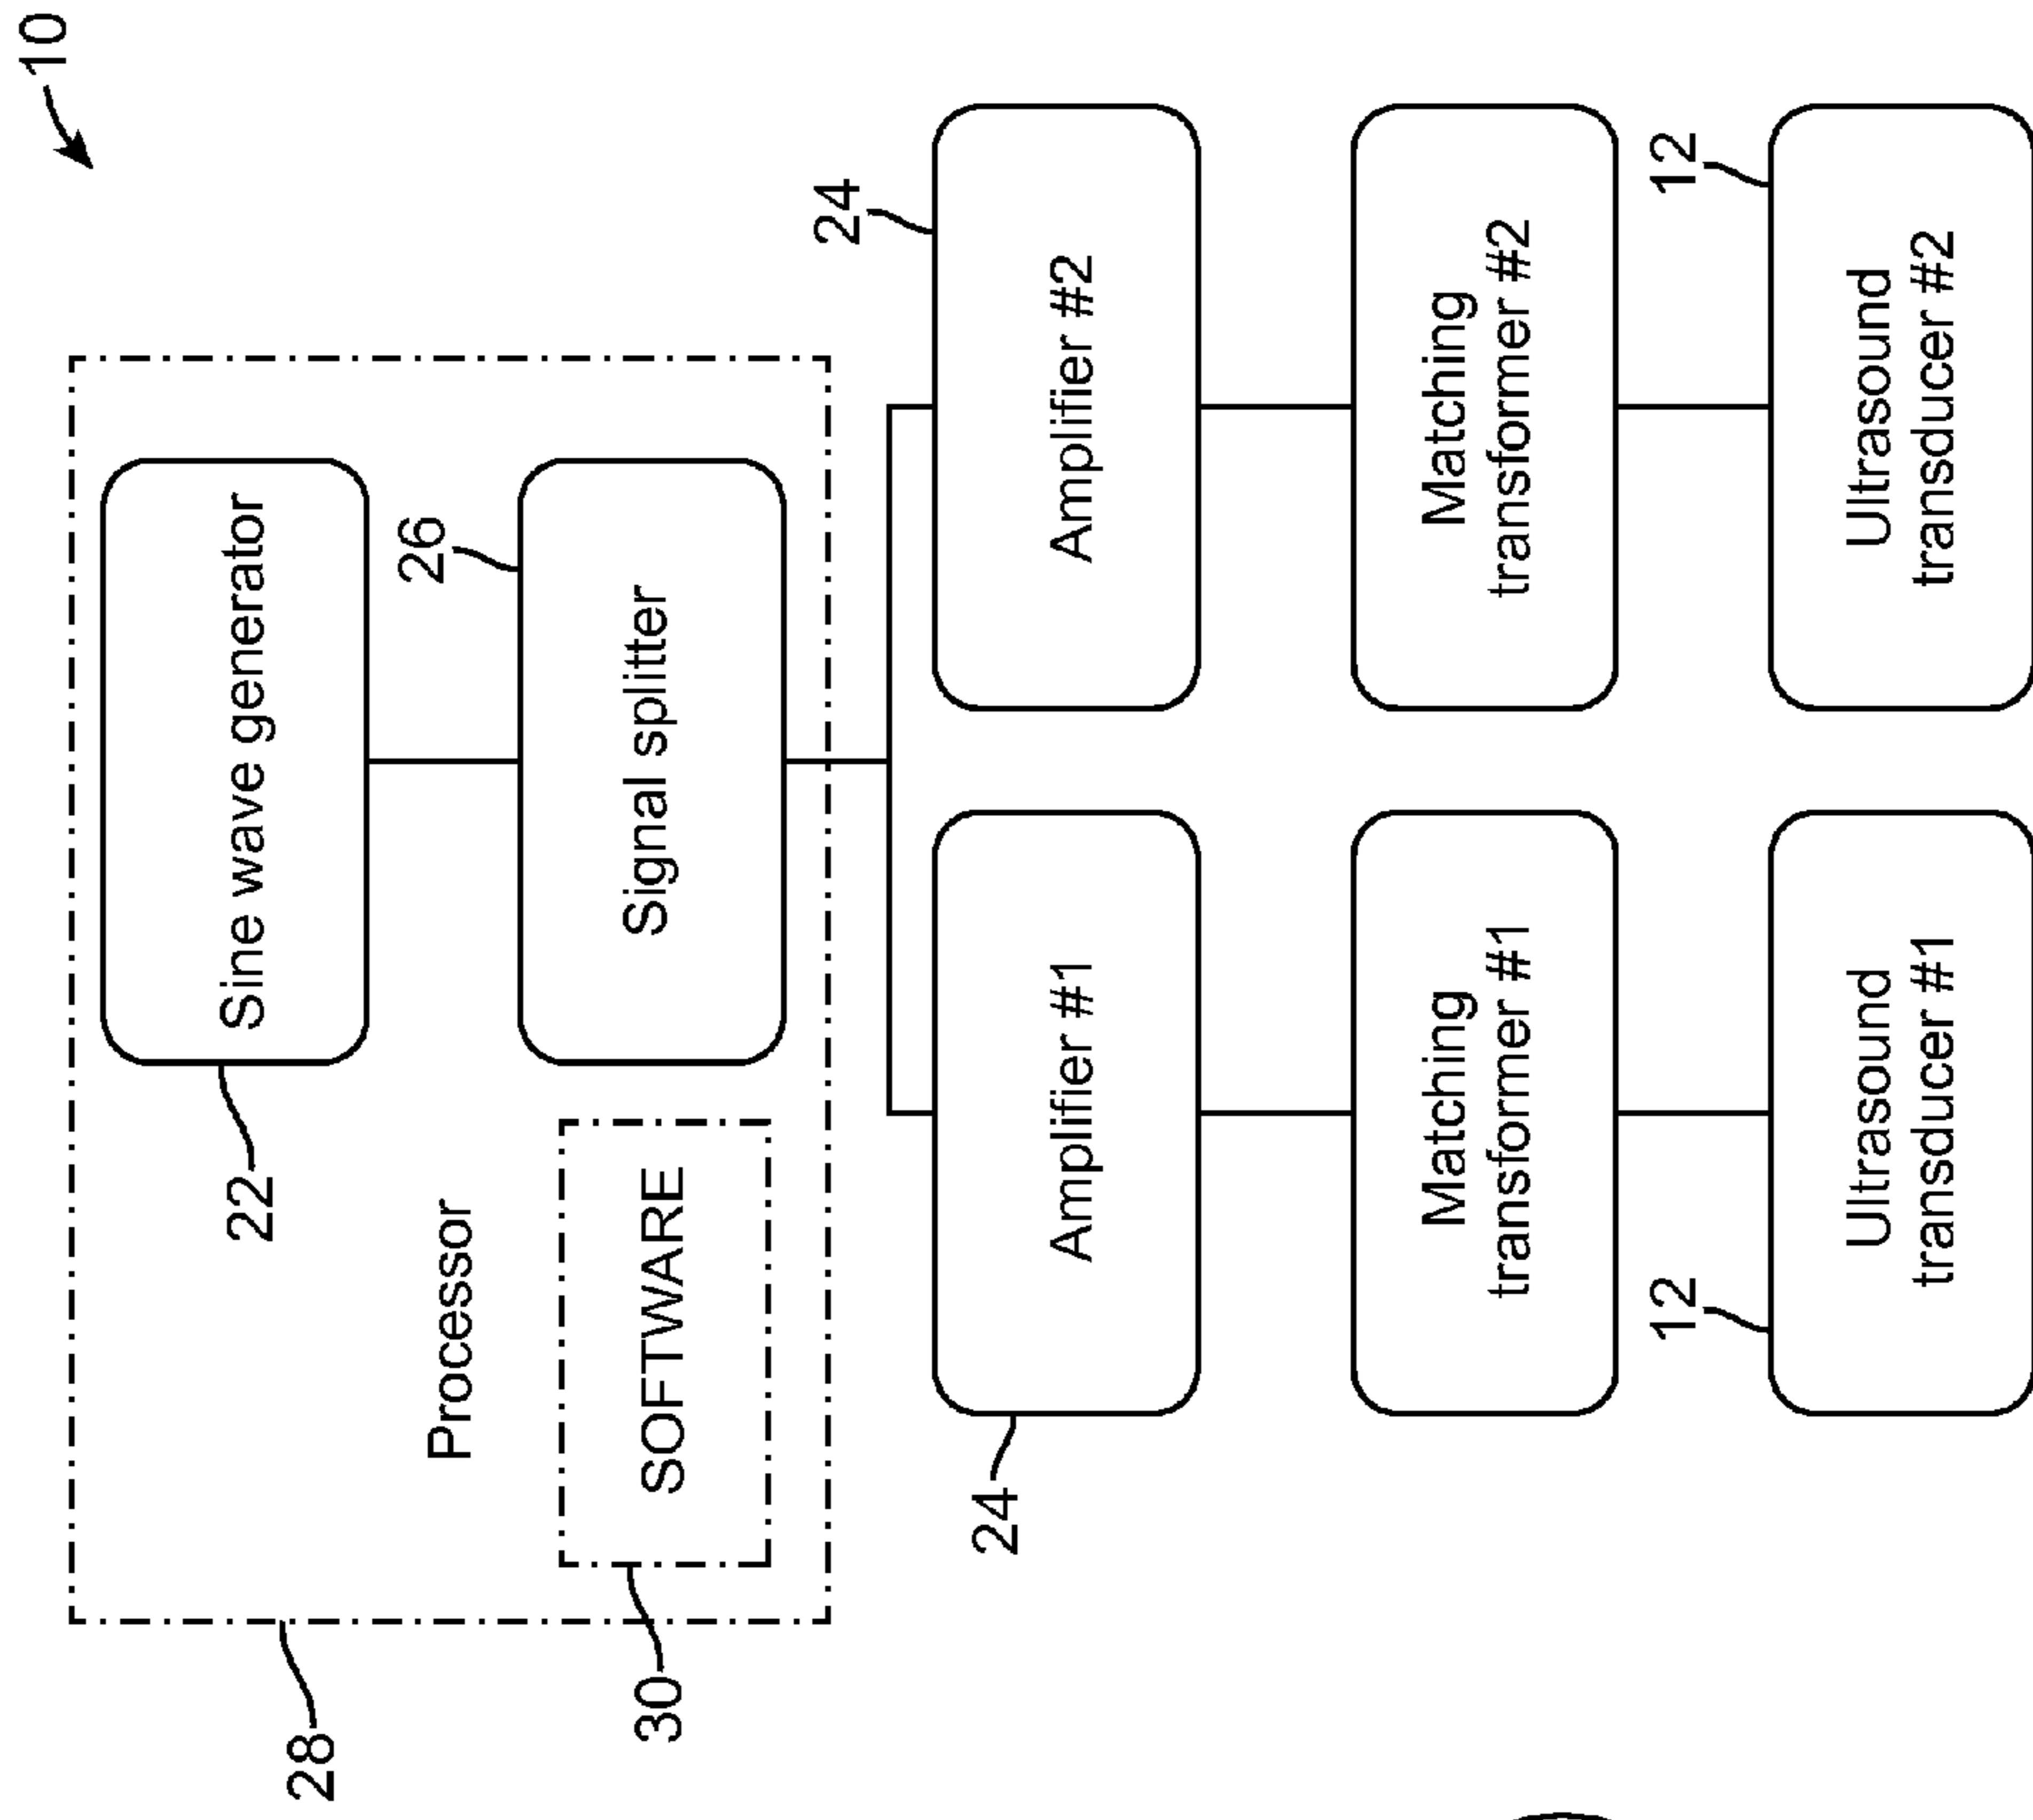 10
Sine wave generator
22
26
Signal splitter
Processor
SOFTWARE
28
30
24
Amplifier #1
24
Amplifier #2
Matching
transformer #1
Matching
transformer #2
12
Ultrasound
transducer #1
12
Ultrasound
transducer #2